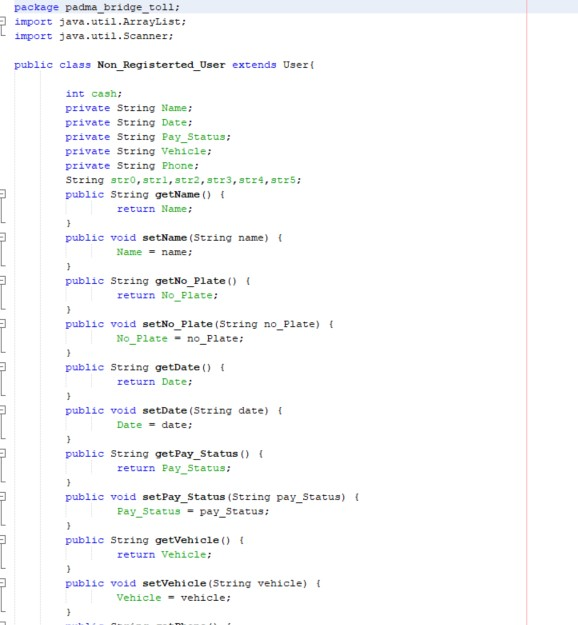 package padma_bridge_toll;
import java.util.ArrayList;
import java.util.Scanner;
public class Non_Registerted_User extends User{
int cash;
private String Name;
private String Date;
private String Pay_Status;
private String Vehicle;
private String Phone;
String str0,str1,str2,str3,str4,str5;
public String getName() {
return Name;
}
public void setName(String name) {
Name = name;
}
public String getNo_Plate() {
return No_Plate;
}
public void setNo_Plate(String no_Plate) {
No_Plate = no_Plate;
}
public String getDate() {
return Date;
}
public void setDate(String date) {
Date = date;
}
public String getPay_Status() {
return Pay_Status;
}
public void setPay_Status(String pay_Status) {
Pay_Status = pay_Status;
}
public String getVehicle() {
return Vehicle;
}
public void setVehicle(String vehicle) {
Vehicle = vehicle;
}
public String getPhone() {